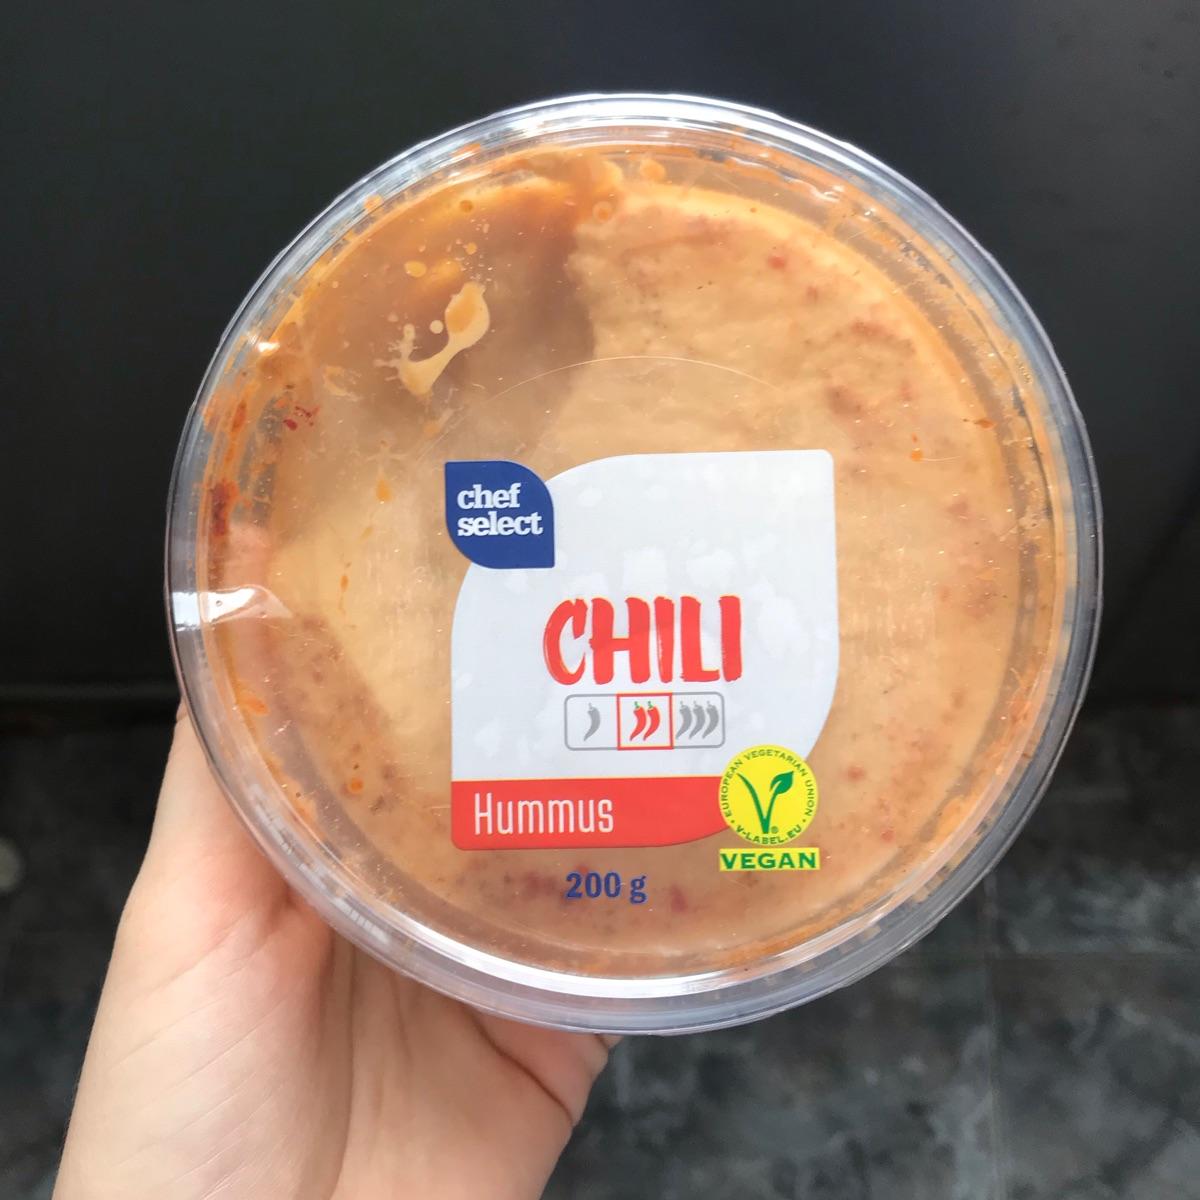 chef
select
CHILI
Hummus
EUROPEAN VEGETARIAN UNION
V-LABEL.EU
®
VEGAN
200 g